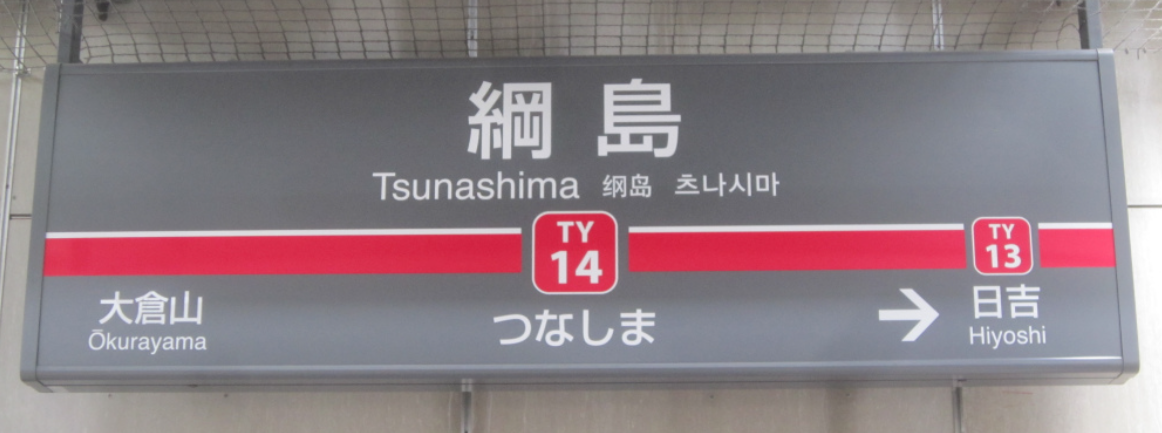 綱島
Tsunashima 纲岛 츠나시마
TY
14
TY
13
大倉山
Ōkurayama
つなしま
→ 日吉
Hiyoshi